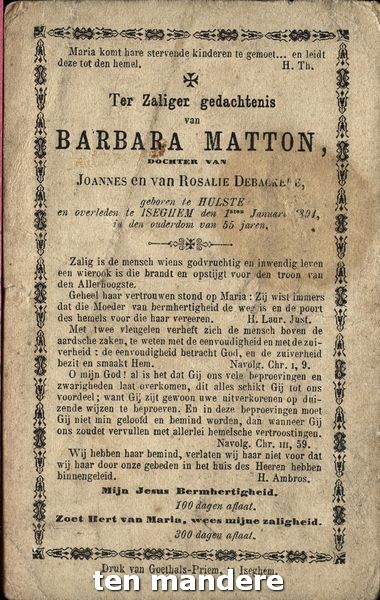 Maria komt hare stervende kinderen te gemoet... en leidt
deze tot den hemel. H. Th.
Ter Zaliger gedachtenis
van
BARBARA MATTON,
DOCHTER VAN
JOANNES en van ROSALIE
geboren te HULSTE
en overleden te ISEGHEM den 1sten Januari
in den ouderdom van 55 jaren.
Zalig is de mensch wiens godvruchtig en inwendig leven
een wierook is die brandt en opstijgt voor den troon van
den Allerhoogste.
Geheel haar vertrouwen stond op Maria : Zij wist immers
dat die Moeder van bermhertigheid de weg is en de poort
des hemels voor die haar vereeren. H. Laur. Just.
Met twee vleugelen verheft zich de mensch boven de
aardsche zaken, te weten met de eenvoudigheid en met de zui-
verheid : de eenvoudigheid betracht God, en de zuiverheid
bezit en smaakt Hem. Navolg. Chr. I, 9.
O mijn God! al is het dat Gij ons vele beproevingen en
zwarigheden laat overkomen, dit alles schikt Gij tot ons
voordeel; want Gij zijt gewoon uwe uitverkorenen op dui-
zende wijzen te beproeven. En in deze beproevingen moet
Gij niet min geloofd en bemind worden, dan wanneer Gij
ons zoudet vervullen met allerlei hemelsche vertroostingen.
Navolg. Chr. III, 59.
Wij hebben haar bemind, verlaten wij haar niet voor dat
wij haar door onze gebeden in het huis des Heeren hebben
binnengeleid. H. Ambros.
Mijn Jesus Bermhertigheid.
100 dagen aflaat.
Zoet Hert van Maria, wees mijne zaligheid.
300 dagen aflaat.
Druk van Goethals-Priem, Iseghem.
ten mandere